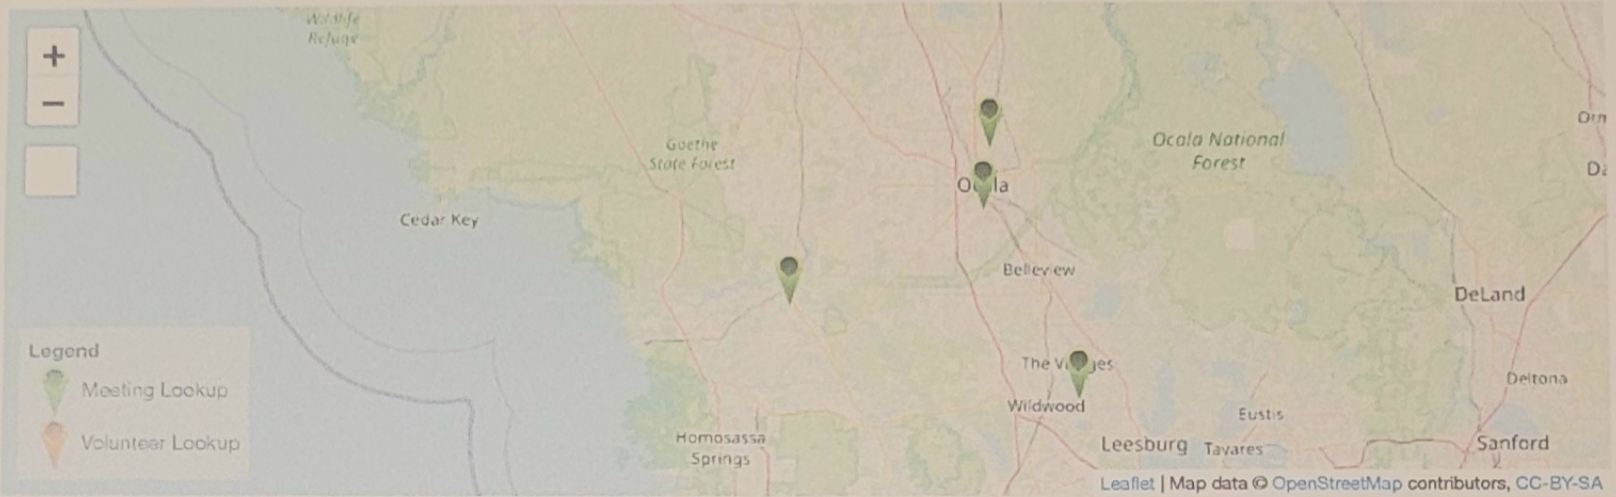 Wildlife
Refuge
+
−
Goethe
State Forest
Ocala National
Forest
Cedar Key
Belleview
DeLand
The V
ges
Wildwood
Deltona
Eustis
Homosassa
Springs
Leesburg
Tavares
Sanford
Legend
Meeting Lookup
Volunteer Lookup
Leaflet | Map data © OpenStreetMap contributors, CC-BY-SA